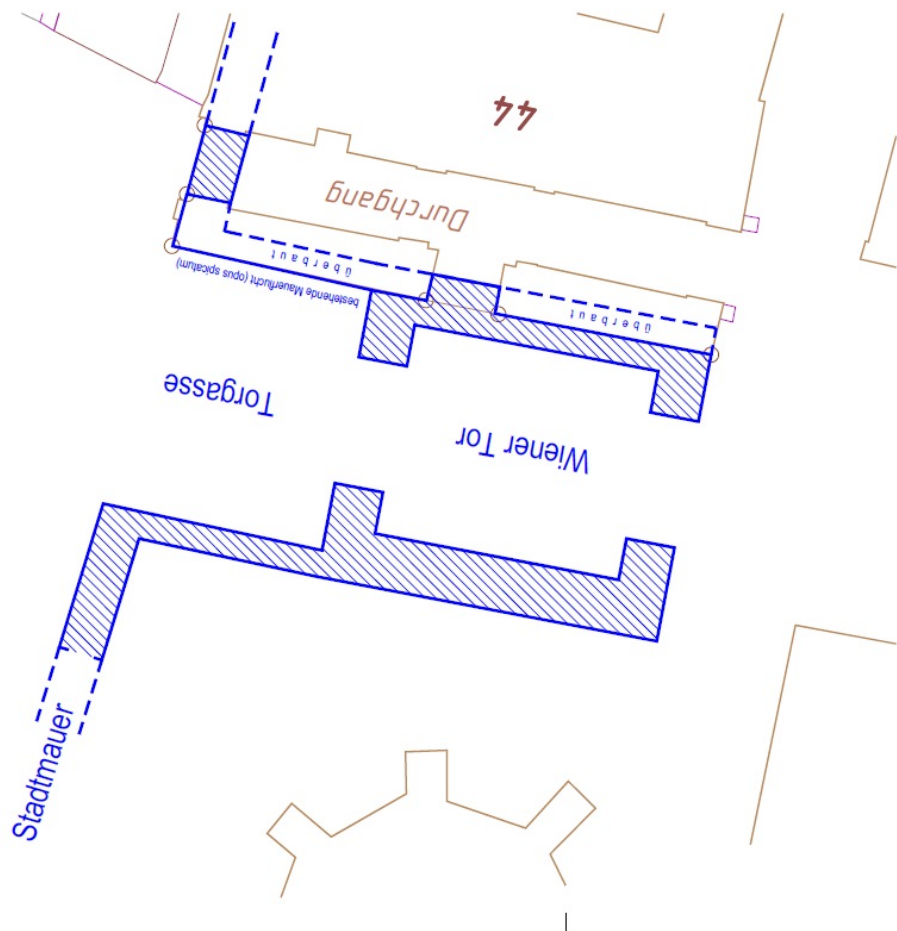 44
Durchgang
überbaut
bestehende Mauerflucht (opus spicatum)
überbaut
Torgasse
Wiener Tor
Stadtmauer